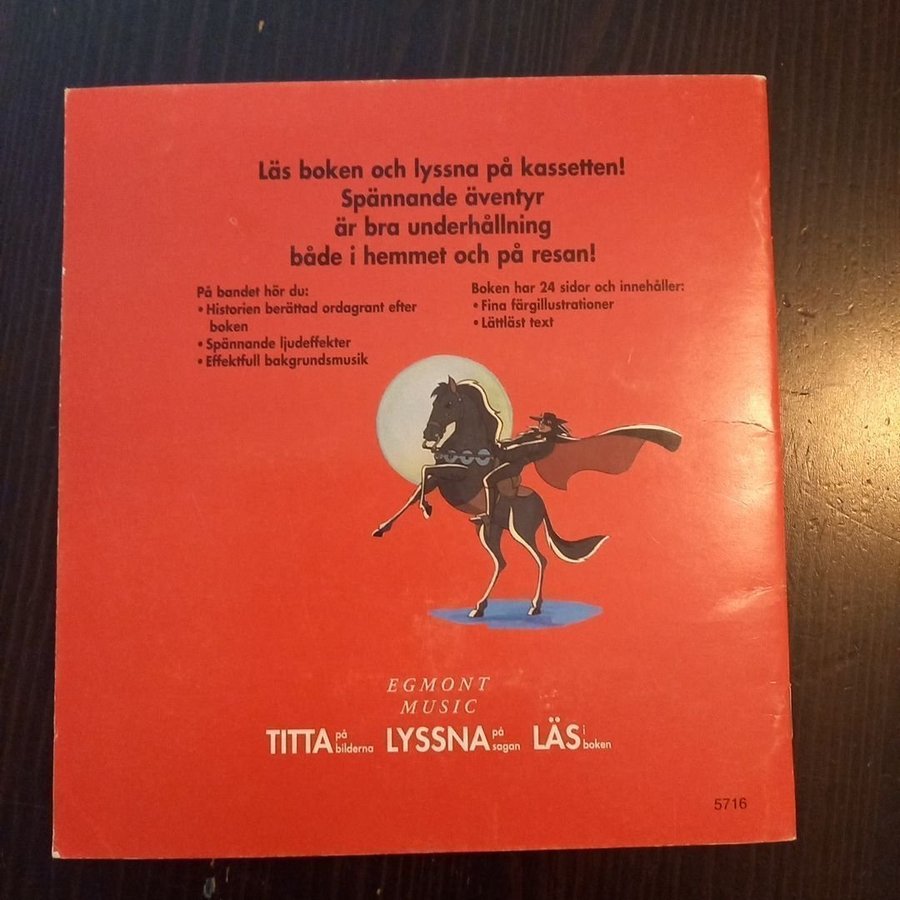 Läs boken och lyssna på kassetten!
Spännande äventyr
är bra underhållning
både i hemmet och på resan!
På bandet hör du:
• Historien berättad ordagrant efter
boken
• Spännande ljudeffekter
• Effektfull bakgrundsmusik
Boken har 24 sidor och innehåller:
• Fina färgillustrationer
• Lättläst text
EGMONT
MUSIC
TITTA på bilderna LYSSNA på sagan LÄS i boken
5716